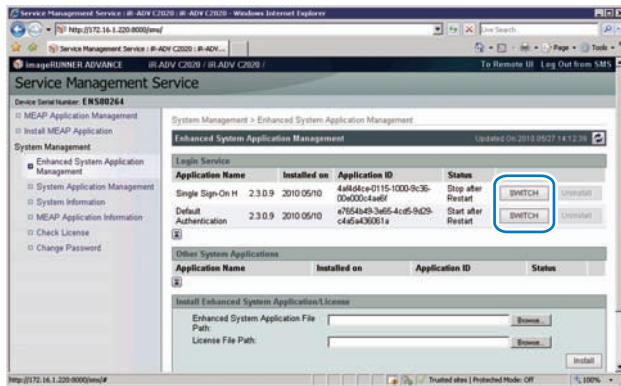 Service Management Service : iR-ADV C2020 : iR-ADV C2020 - Windows Internet Explorer
http://172.16.1.220:8000/sms/
Live Search
Service Management Service : iR-ADV C2020 : iR-ADV...
Page
Tools
imageRUNNER ADVANCE
iR-ADV C2020 / iR-ADV C2020 /
To Remote UI
Log Out from SMS
Service Management Service
Device Serial Number: ENS00264
MEAP Application Management
Install MEAP Application
System Management
Enhanced System Application Management
System Application Management
System Information
MEAP Application Information
Check License
Change Password
System Management > Enhanced System Application Management
Enhanced System Application Management
Updated On:2010 05/27 14:12:39
Login Service
Application Name Installed on Application ID Status
Single Sign-On H 2.3.0.9 2010 05/10 Stop after Restart SWITCH Uninstall
Default Authentication 2.3.0.9 2010 05/10 e7654b49-3e65-4cd5-9d29-c4a5a436061a Start after Restart SWITCH Uninstall
Other System Applications
Application Name Installed on Application ID Status
Install Enhanced System Application/License
Enhanced System Application File Path: Browse...
License File Path: Browse...
Install
http://172.16.1.220:8000/sms/#
Trusted sites | Protected Mode: Off
100%